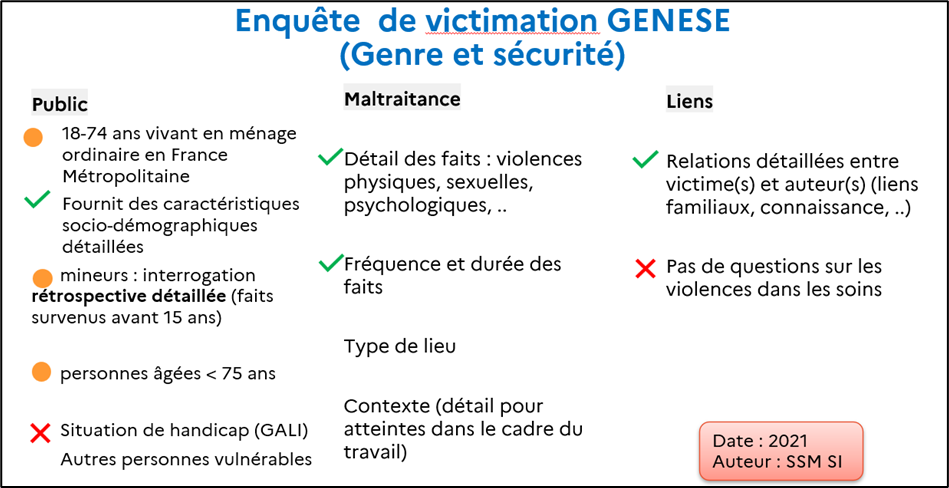 Enquête de victimation GENESE
(Genre et sécurité)
Public
18-74 ans vivant en ménage
ordinaire en France
Métropolitaine
Fournit des caractéristiques
socio-démographiques
détaillées
mineurs : interrogation
rétrospective détaillée (faits
survenus avant 15 ans)
personnes âgées < 75 ans
Situation de handicap (GALI)
Autres personnes vulnérables
Maltraitance
Détail des faits : violences
physiques, sexuelles,
psychologiques, ..
Fréquence et durée des
faits
Type de lieu
Contexte (détail pour
atteintes dans le cadre du
travail)
Liens
Relations détaillées entre
victime(s) et auteur(s) (liens
familiaux, connaissance, ..)
Pas de questions sur les
violences dans les soins
Date : 2021
Auteur : SSM SI